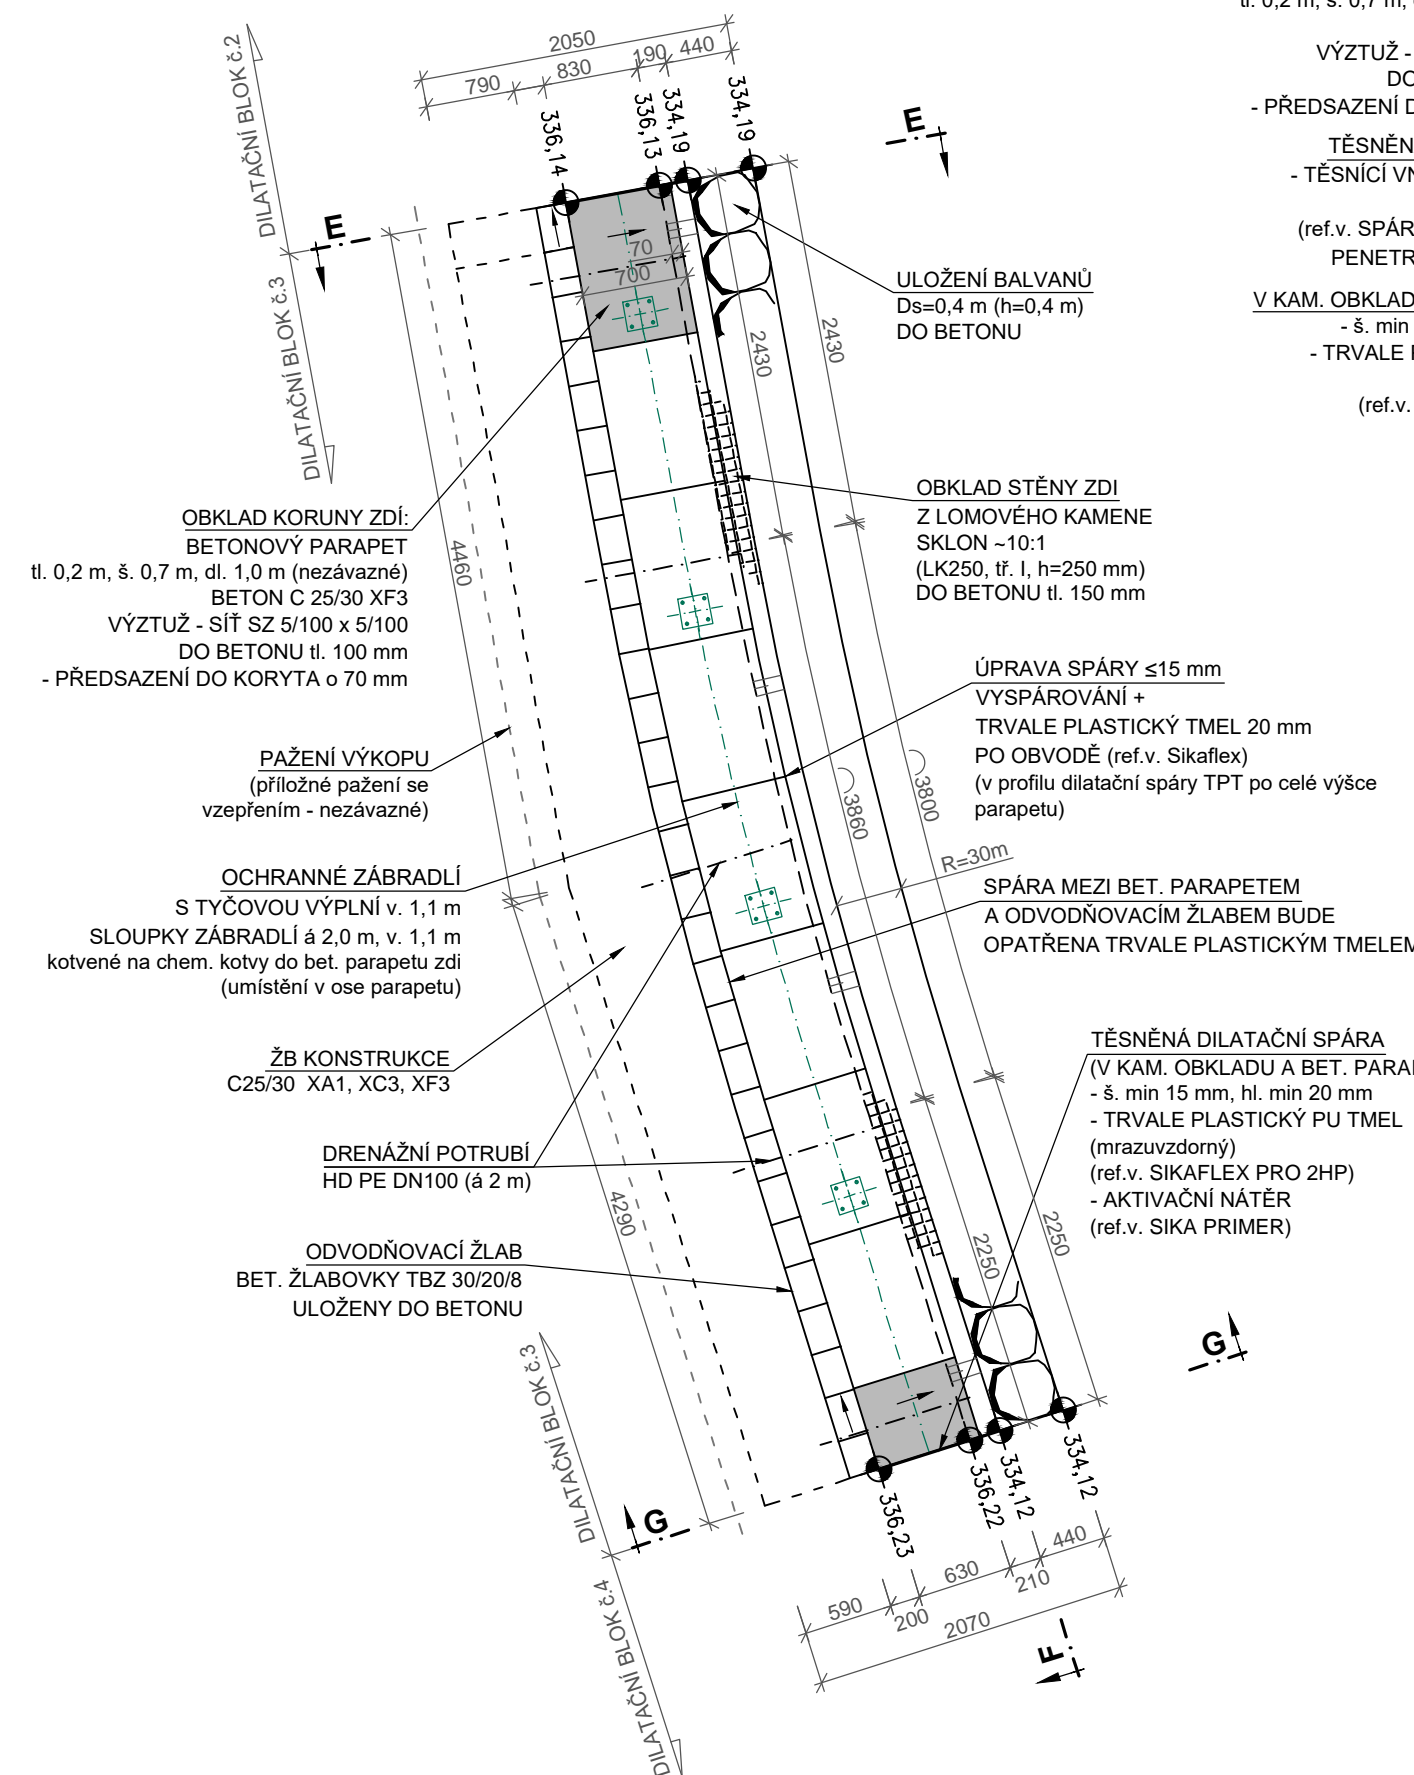 tl. 0,2 m, š. 0,7 m,
VÝZTUŽ -
DO
- PŘEDSAZENÍ D
TĚSNĚN
- TĚSNÍCÍ VN
(ref.v. SPÁR
PENETR
V KAM. OBKLAD
- š. min
- TRVALE
(ref.v.
2050
790
830
190
440
336,14
336,13
334,19
334,19
DILATAČNÍ BLOK č.2
DILATAČNÍ BLOK č.3
E
E
70
700
2430
2430
4460
ULOŽENÍ BALVANŮ
Ds=0,4 m (h=0,4 m)
DO BETONU
OBKLAD KORUNY ZDÍ:
BETONOVÝ PARAPET
tl. 0,2 m, š. 0,7 m, dl. 1,0 m (nezávazné)
BETON C 25/30 XF3
VÝZTUŽ - SÍŤ SZ 5/100 x 5/100
DO BETONU tl. 100 mm
- PŘEDSAZENÍ DO KORYTA o 70 mm
OBKLAD STĚNY ZDI
Z LOMOVÉHO KAMENE
SKLON ~10:1
(LK250, tř. I, h=250 mm)
DO BETONU tl. 150 mm
ÚPRAVA SPÁRY ≤15 mm
VYSPÁROVÁNÍ +
TRVALE PLASTICKÝ TMEL 20 mm
PO OBVODĚ (ref.v. Sikaflex)
(v profilu dilatační spáry TPT po celé výšce
parapetu)
PAŽENÍ VÝKOPU
(příložné pažení se
vzepřením - nezávazné)
3860
3800
R=30m
OCHRANNÉ ZÁBRADLÍ
S TYČOVOU VÝPLNÍ v. 1,1 m
SLOUPKY ZÁBRADLÍ á 2,0 m, v. 1,1 m
kotvené na chem. kotvy do bet. parapetu zdi
(umístění v ose parapetu)
SPÁRA MEZI BET. PARAPETEM
A ODVODŇOVACÍM ŽLABEM BUDE
OPATŘENA TRVALE PLASTICKÝM TMELEM
ŽB KONSTRUKCE
C25/30 XA1, XC3, XF3
TĚSNĚNÁ DILATAČNÍ SPÁRA
(V KAM. OBKLADU A BET. PARAP
- š. min 15 mm, hl. min 20 mm
- TRVALE PLASTICKÝ PU TMEL
(mrazuvzdorný)
(ref.v. SIKAFLEX PRO 2HP)
- AKTIVAČNÍ NÁTĚR
(ref.v. SIKA PRIMER)
DRENÁŽNÍ POTRUBÍ
HD PE DN100 (á 2 m)
4290
2250
2250
ODVODŇOVACÍ ŽLAB
BET. ŽLABOVKY TBZ 30/20/8
ULOŽENY DO BETONU
DILATAČNÍ BLOK č.3
DILATAČNÍ BLOK č.4
G
G
336,23
336,22
334,12
334,12
590
200
630
210
440
2070
F